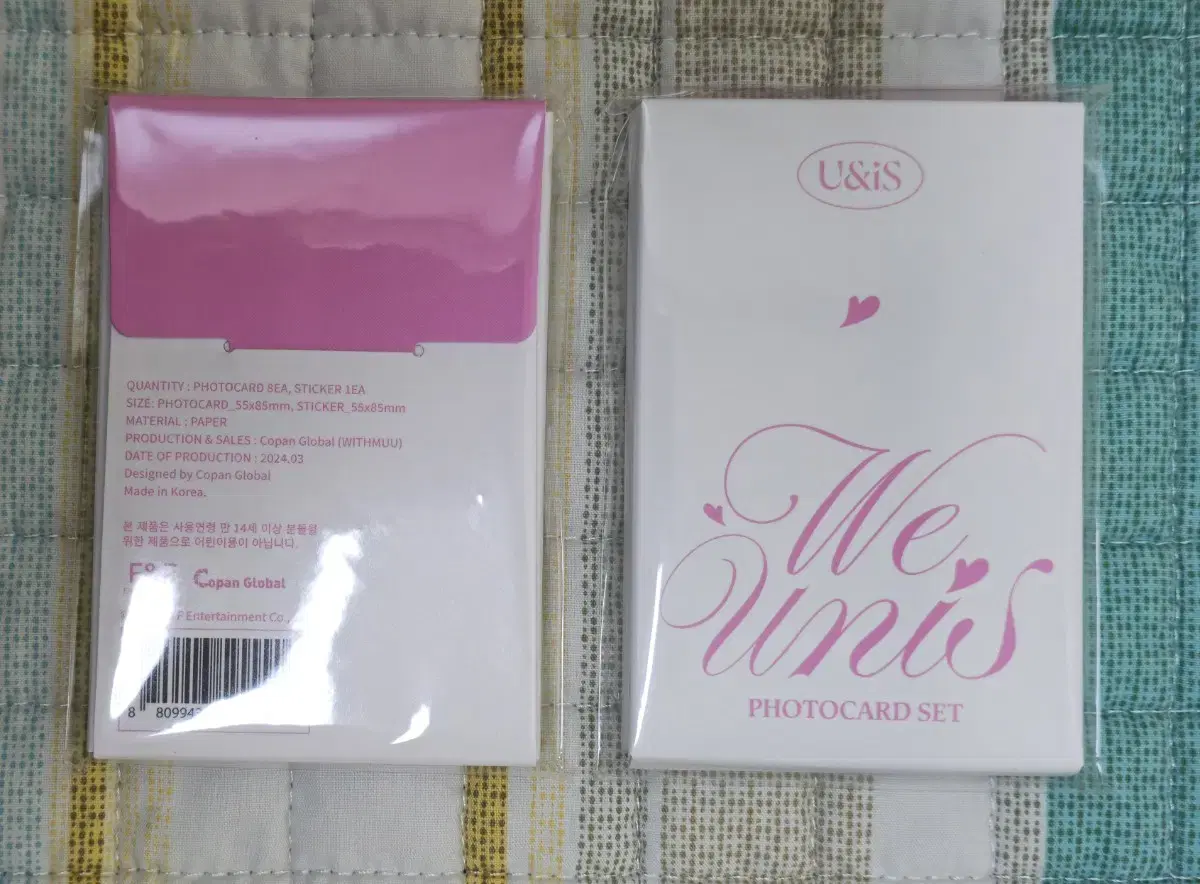 QUANTITY : PHOTOCARD 8EA, STICKER 1EA
SIZE: PHOTOCARD_55x85mm, STICKER_55x85mm
MATERIAL : PAPER
PRODUCTION & SALES : Copan Global (WITHMUU)
DATE OF PRODUCTION : 2024.03
Designed by Copan Global
Made in Korea.
본 제품은 사용연령 만 14세 이상 분들을
위한 제품으로 어린이용이 아닙니다.
Copan Global
F Entertainment Co.,
8 8099
U&iS
We
unis
PHOTOCARD SET